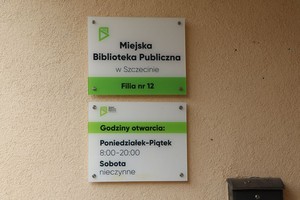 Miejska
Biblioteka Publiczna
w Szczecinie
Filia nr 12
Godziny otwarcia:
Poniedziałek-Piątek
8:00-20:00
Sobota
nieczynne